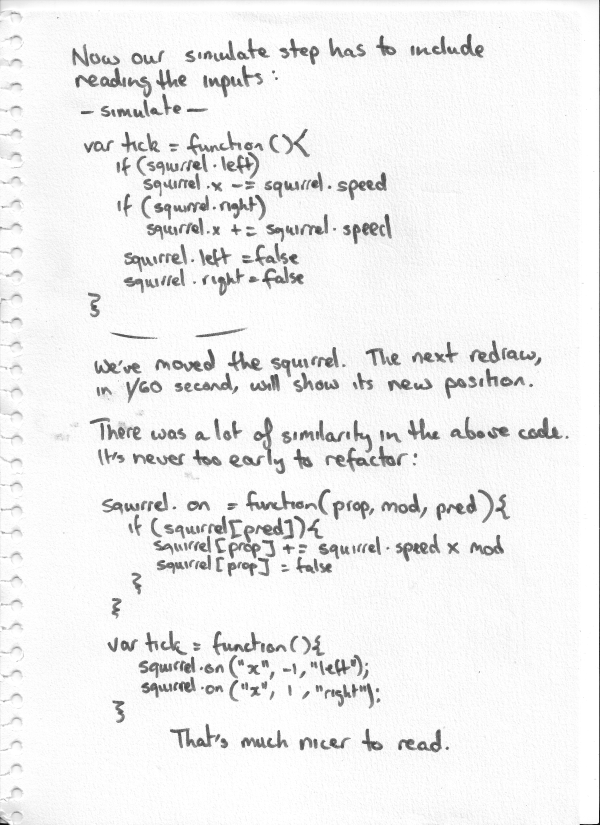 Now our simulate step has to include
reading the inputs:
- simulate -
var tick = function(){
if (squirrel.left)
squirrel.x -= squirrel.speed
if (squirrel.right)
squirrel.x += squirrel.speed
squirrel.left = false
squirrel.right = false
}
We've moved the squirrel. The next redraw,
in 1/60 second, will show its new position.
There was a lot of similarity in the above code.
It's never too early to refactor:
squirrel.on = function(prop, mod, pred){
if (squirrel[pred]){
squirrel[prop] += squirrel.speed x mod
squirrel[prop] = false
}
}
var tick = function(){
squirrel.on("x", -1, "left");
squirrel.on("x", 1, "right");
}
That's much nicer to read.